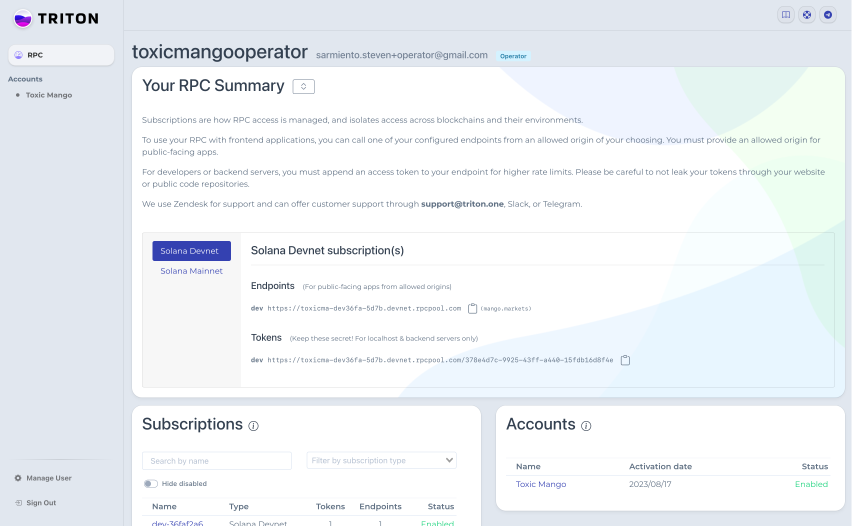 TRITON
RPC
Accounts
Toxic Mango
Manage User
Sign Out
toxicmangooperator sarmiento.steven+operator@gmail.com Operator
Your RPC Summary
Subscriptions are how RPC access is managed, and isolates access across blockchains and their environments.
To use your RPC with frontend applications, you can call one of your configured endpoints from an allowed origin of your choosing. You must provide an allowed origin for
public-facing apps.
For developers or backend servers, you must append an access token to your endpoint for higher rate limits. Please be careful to not leak your tokens through your website
or public code repositories.
We use Zendesk for support and can offer customer support through support@triton.one, Slack, or Telegram.
Solana Devnet
Solana Mainnet
Solana Devnet subscription(s)
Endpoints (For public-facing apps from allowed origins)
dev https://toxicma-dev36fa-5d7b.devnet.rpcpool.com (mango.markets)
Tokens (Keep these secret! For localhost & backend servers only)
dev https://toxicma-dev36fa-5d7b.devnet.rpcpool.com/378e4d7c-9925-43ff-a440-15fdb16d8f4e
Subscriptions
Search by name
Filter by subscription type
Hide disabled
Name Type Tokens Endpoints Status
dev-36faf2a6 Solana Devnet 1 1 Enabled
Accounts
Name Activation date Status
Toxic Mango 2023/08/17 Enabled